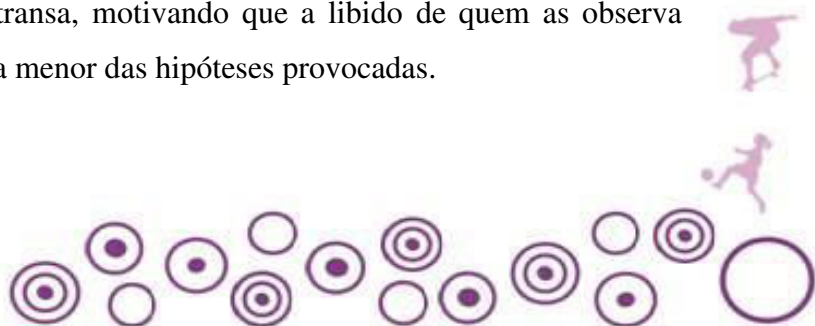 transa, motivando que a libido de quem as observa
a menor das hipóteses provocadas.